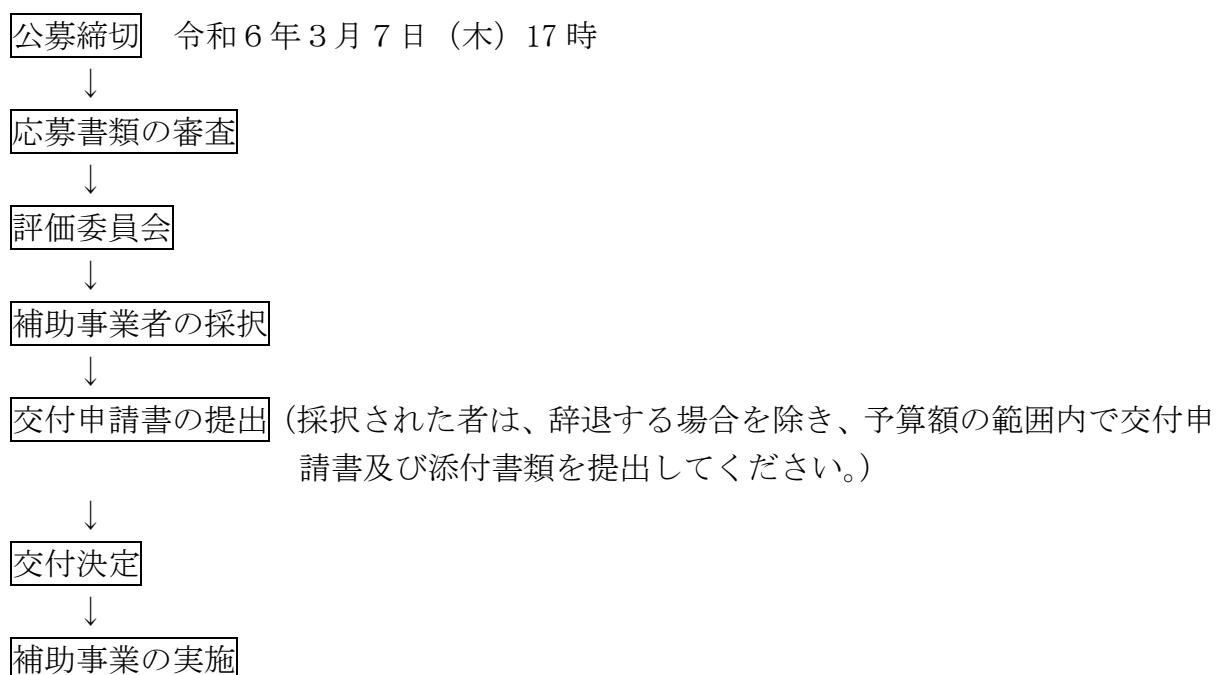 公募締切　令和６年３月７日（木）17時
↓
応募書類の審査
↓
評価委員会
↓
補助事業者の採択
↓
交付申請書の提出（採択された者は、辞退する場合を除き、予算額の範囲内で交付申
請書及び添付書類を提出してください。）
↓
交付決定
↓
補助事業の実施